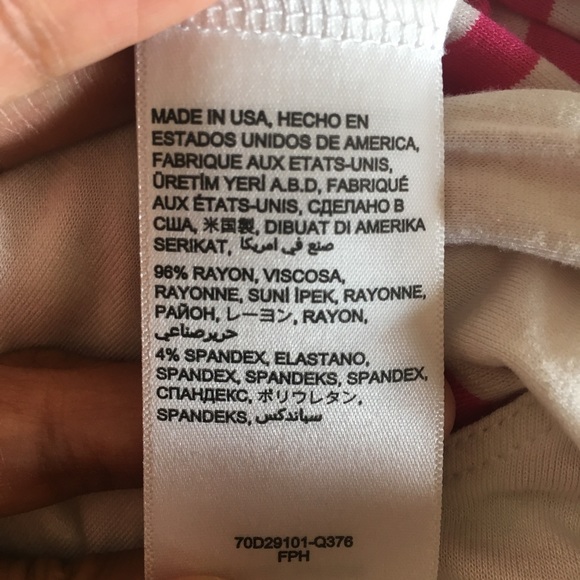 MADE IN USA, HECHO EN
ESTADOS UNIDOS DE AMERICA,
FABRIQUE AUX ETATS-UNIS,
ÜRETİM YERİ A.B.D, FABRIQUÉ
AUX ÉTATS-UNIS, СДЕЛАНО В
США, 米国製, DIBUAT DI AMERIKA
SERIKAT, صنع في امريكا
96% RAYON, VISCOSA,
RAYONNE, SUNİ İPEK, RAYONNE,
РАЙОН, レーヨン, RAYON,
حريرصناعي
4% SPANDEX, ELASTANO,
SPANDEX, SPANDEKS, SPANDEX,
СПАНДЕКС, ポリウレタン,
SPANDEKS, سباندكس
70D29101-Q376
FPH